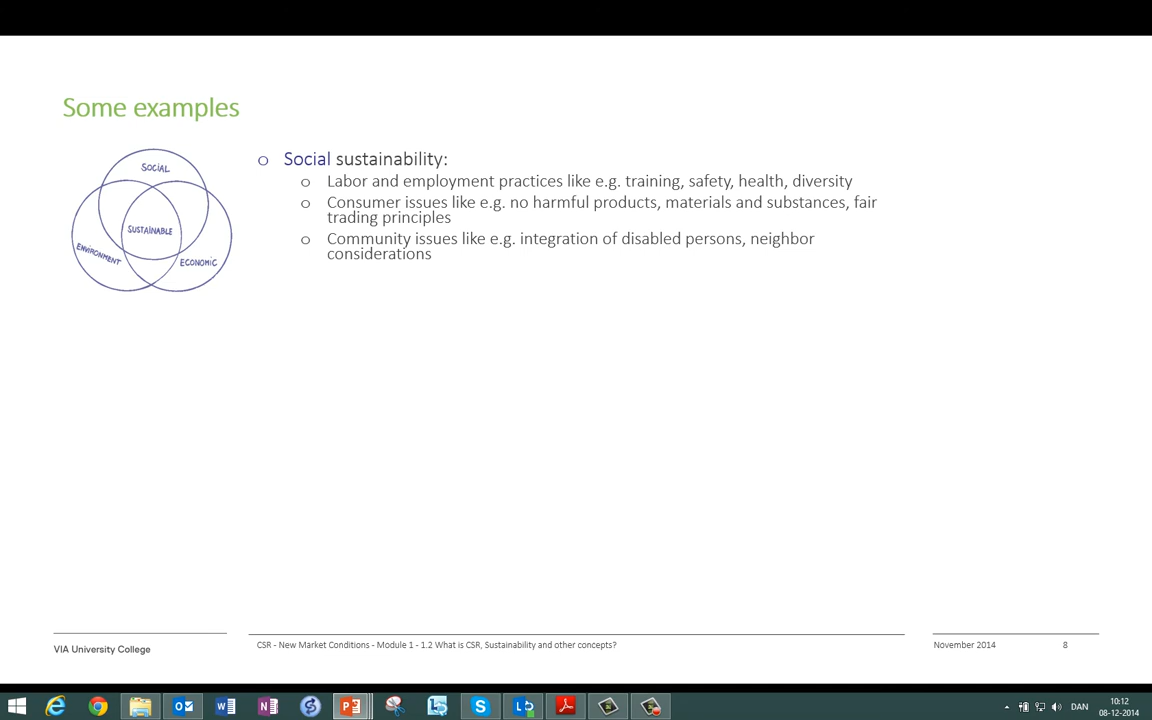 Some examples
SOCIAL
SUSTAINABLE
ENVIRONMENT
ECONOMIC
o Social sustainability:
o Labor and employment practices like e.g. training, safety, health, diversity
o Consumer issues like e.g. no harmful products, materials and substances, fair
trading principles
o Community issues like e.g. integration of disabled persons, neighbor
considerations
VIA University College
CSR - New Market Conditions - Module 1 - 1.2 What is CSR, Sustainability and other concepts?
November 2014
8
DAN
10:12
08-12-2014